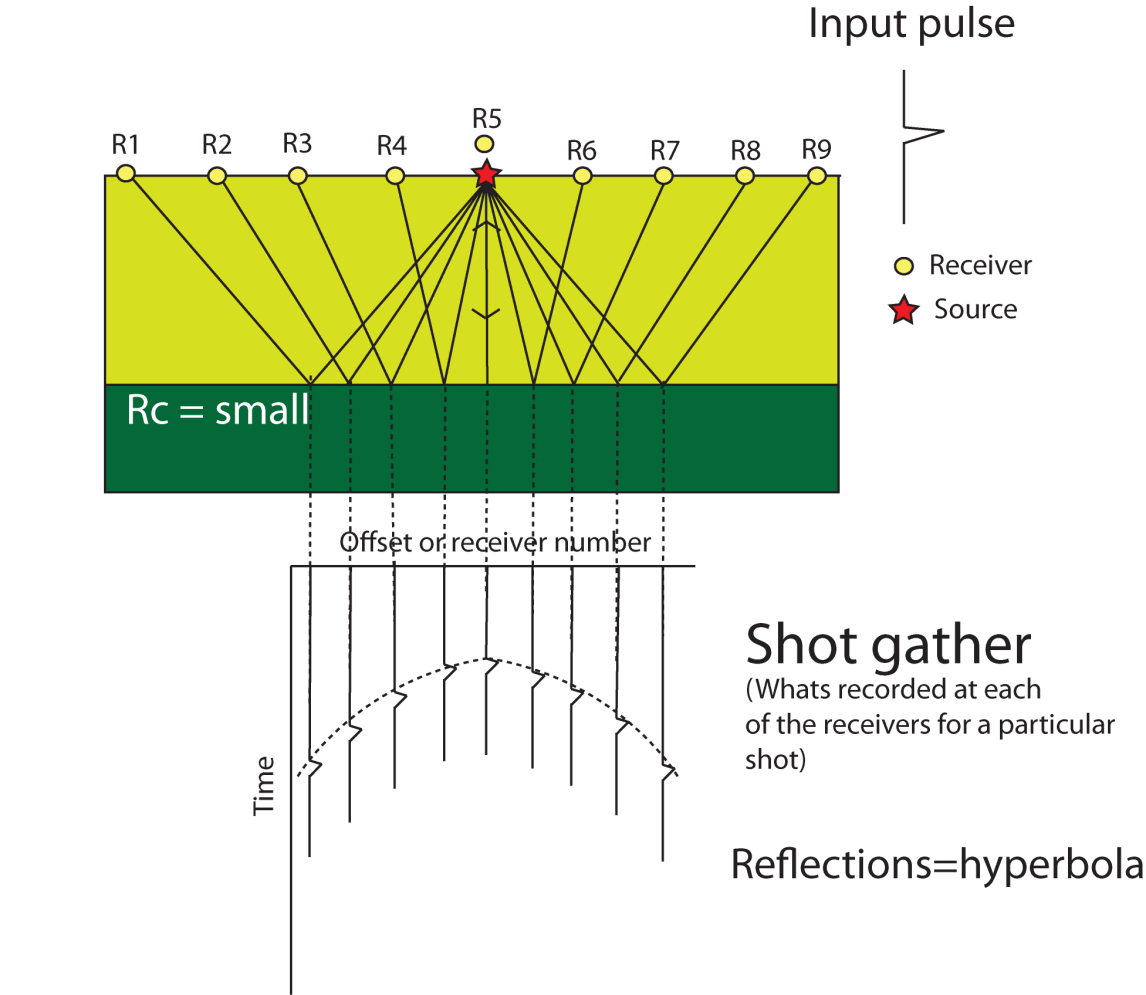 Input pulse
R1
R2
R3
R4
R5
R6
R7
R8
R9
Receiver
Source
Rc = small
Offset or receiver number
Time
Shot gather
(Whats recorded at each
of the receivers for a particular
shot)
Reflections=hyperbola